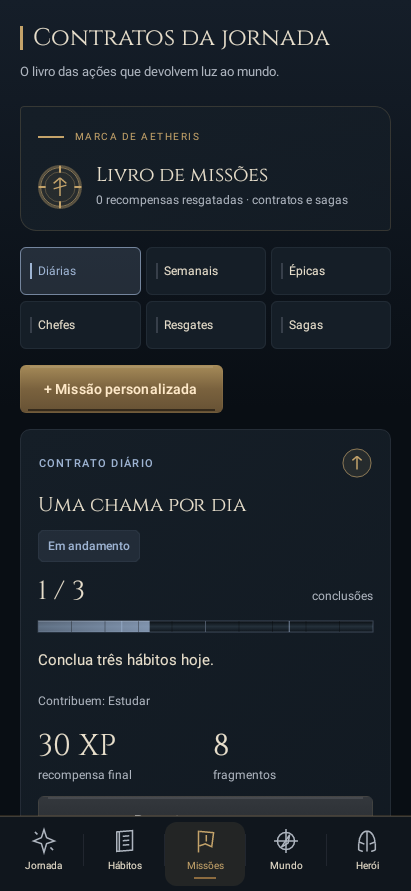 Contratos da jornada
O livro das ações que devolvem luz ao mundo.
MARCA DE AETHERIS
Livro de missões
0 recompensas resgatadas · contratos e sagas
Diárias
Semanais
Épicas
Chefes
Resgates
Sagas
+ Missão personalizada
CONTRATO DIÁRIO
Uma chama por dia
Em andamento
1 / 3
conclusões
Conclua três hábitos hoje.
Contribuem: Estudar
30 XP
8
recompensa final
fragmentos
Jornada
Hábitos
Missões
Mundo
Herói